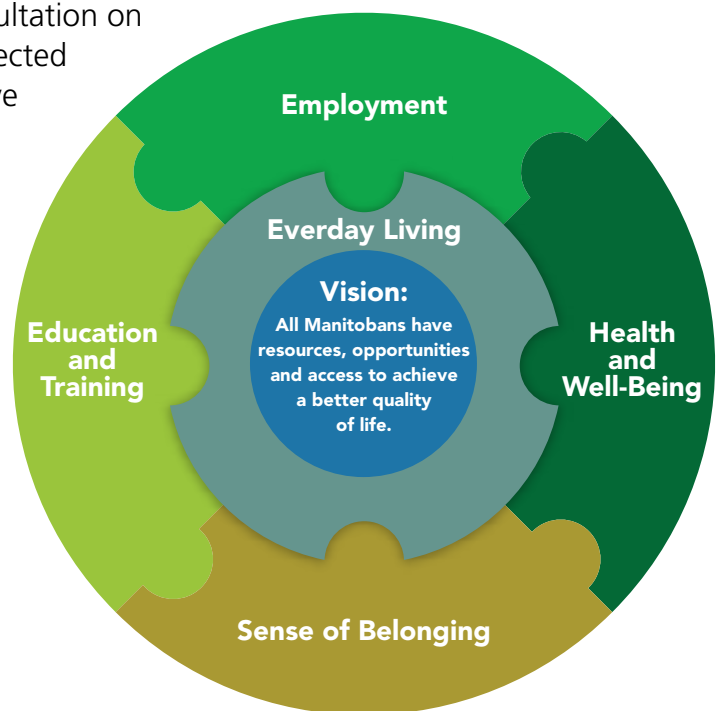 ultation on
ected
e
Employment
Everday Living
Vision:
All Manitobans have
resources, opportunities
and access to achieve
a better quality
of life.
Education
and
Training
Health
and
Well-Being
Sense of Belonging